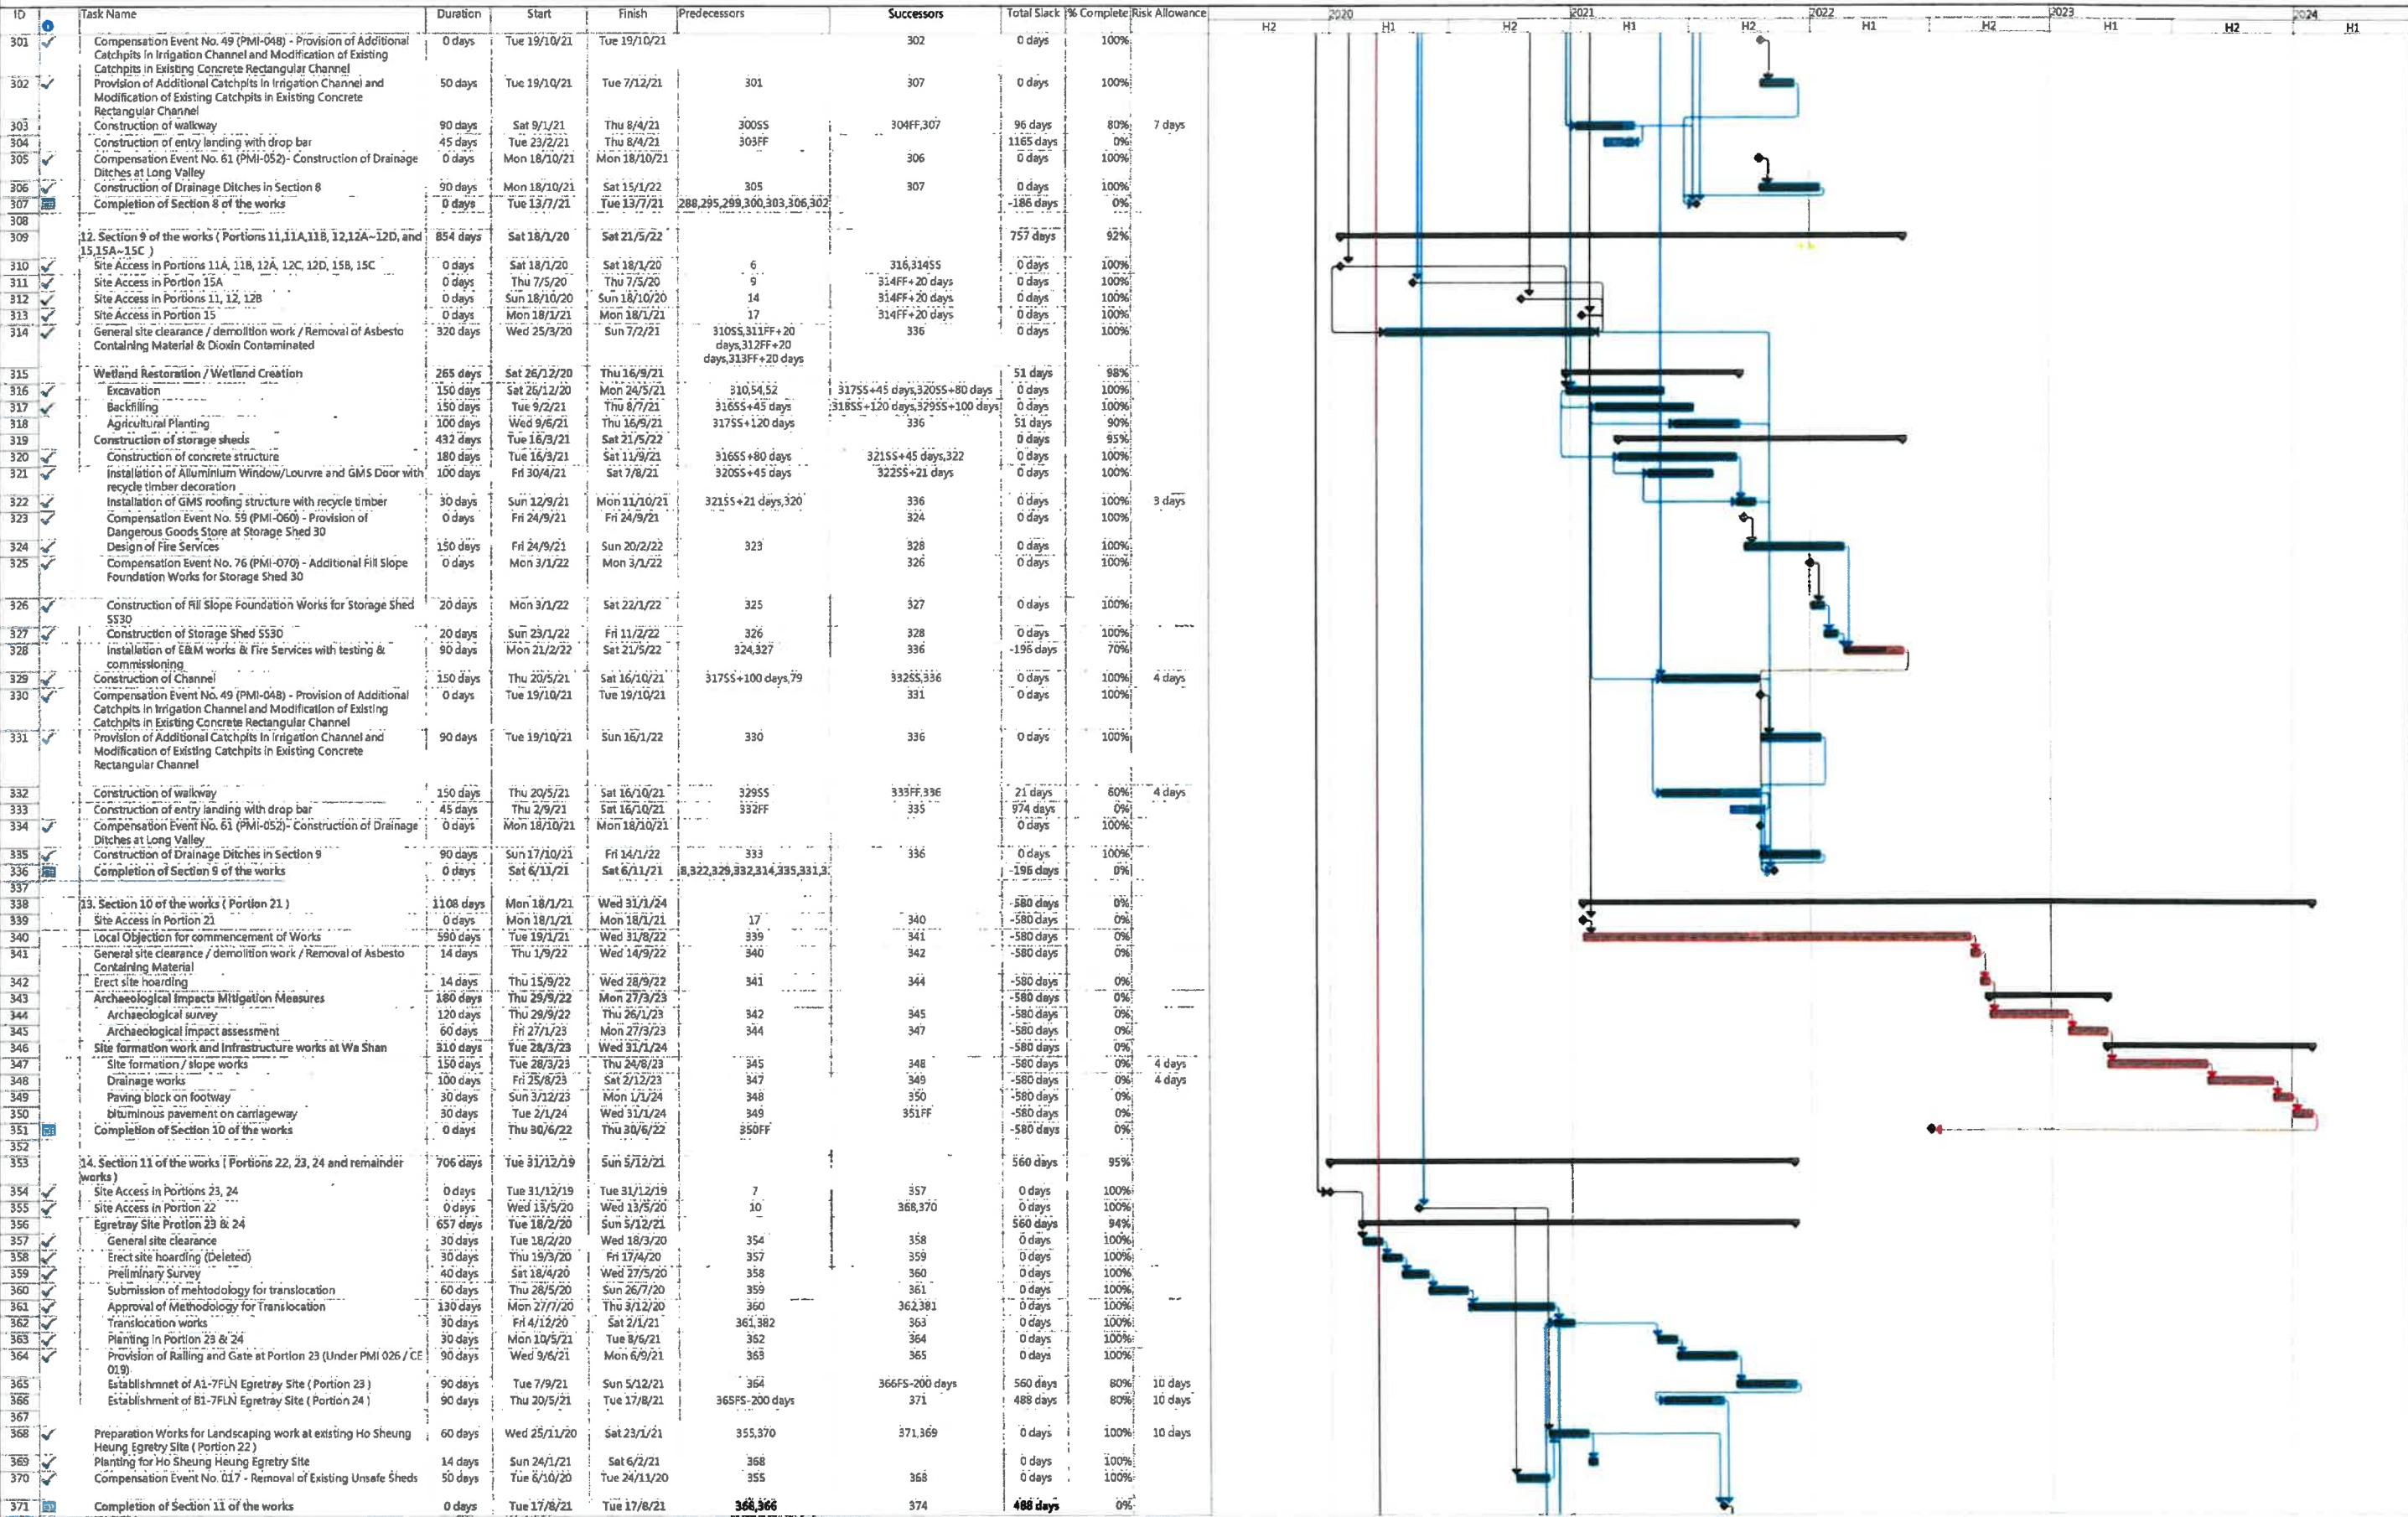 ID Task Name Duration Start Finish Predecessors Successors Total Slack % Complete Risk Allowance 2020 2021 2022 2023 2024
H2 H1 H2 H1 H2 H1 H2 H1 H2 H1
301 Compensation Event No. 49 (PMI-048) - Provision of Additional 0 days Tue 19/10/21 Tue 19/10/21 302 0 days 100%
Catchpits in Irrigation Channel and Modification of Existing
Catchpits in Existing Concrete Rectangular Channel
302 Provision of Additional Catchpits in Irrigation Channel and 50 days Tue 19/10/21 Tue 7/12/21 301 307 0 days 100%
Modification of Existing Catchpits in Existing Concrete
Rectangular Channel
303 Construction of walkway 90 days Sat 9/1/21 Thu 8/4/21 300SS 304FF,307 96 days 80% 7 days
304 Construction of entry landing with drop bar 45 days Tue 23/2/21 Thu 8/4/21 303FF 1165 days 0%
305 Compensation Event No. 61 (PMI-052)- Construction of Drainage 0 days Mon 18/10/21 Mon 18/10/21 306 0 days 100%
Ditches at Long Valley
306 Construction of Drainage Ditches in Section 8 90 days Mon 18/10/21 Sat 15/1/22 305 307 0 days 100%
307 Completion of Section 8 of the works 0 days Tue 13/7/21 Tue 13/7/21 288,295,299,300,303,306,302 -186 days 0%
308
309 12. Section 9 of the works ( Portions 11,11A,11B, 12,12A~12D, and 854 days Sat 18/1/20 Sat 21/5/22 757 days 92%
15,15A~15C )
310 Site Access in Portions 11A, 11B, 12A, 12C, 12D, 15B, 15C 0 days Sat 18/1/20 Sat 18/1/20 6 316,314SS 0 days 100%
311 Site Access in Portion 15A 0 days Thu 7/5/20 Thu 7/5/20 9 314FF+20 days 0 days 100%
312 Site Access in Portions 11, 12, 12B 0 days Sun 18/10/20 Sun 18/10/20 14 314FF+20 days 0 days 100%
313 Site Access in Portion 15 0 days Mon 18/1/21 Mon 18/1/21 17 314FF+20 days 0 days 100%
314 General site clearance / demolition work / Removal of Asbesto 320 days Wed 25/3/20 Sun 7/2/21 310SS,311FF+20 336 0 days 100%
Containing Material & Dioxin Contaminated days,312FF+20
days,313FF+20 days
315 Wetland Restoration / Wetland Creation 265 days Sat 26/12/20 Thu 16/9/21 51 days 98%
316 Excavation 150 days Sat 26/12/20 Mon 24/5/21 310,54,52 317SS+45 days,320SS+80 days 0 days 100%
317 Backfilling 150 days Tue 9/2/21 Thu 8/7/21 316SS+45 days 318SS+120 days,329SS+100 days 0 days 100%
318 Agricultural Planting 100 days Wed 9/6/21 Thu 16/9/21 317SS+120 days 336 51 days 90%
319 Construction of storage sheds 432 days Tue 16/3/21 Sat 21/5/22 0 days 95%
320 Construction of concrete structure 180 days Tue 16/3/21 Sat 11/9/21 316SS+80 days 321SS+45 days,322 0 days 100%
321 Installation of Alluminium Window/Lourvre and GMS Door with 100 days Fri 30/4/21 Sat 7/8/21 320SS+45 days 322SS+21 days 0 days 100%
recycle timber decoration
322 Installation of GMS roofing structure with recycle timber 30 days Sun 12/9/21 Mon 11/10/21 321SS+21 days,320 336 0 days 100% 3 days
323 Compensation Event No. 59 (PMI-060) - Provision of 0 days Fri 24/9/21 Fri 24/9/21 324 0 days 100%
Dangerous Goods Store at Storage Shed 30
324 Design of Fire Services 150 days Fri 24/9/21 Sun 20/2/22 323 328 0 days 100%
325 Compensation Event No. 76 (PMI-070) - Additional Fill Slope 0 days Mon 3/1/22 Mon 3/1/22 326 0 days 100%
Foundation Works for Storage Shed 30
326 Construction of Fill Slope Foundation Works for Storage Shed 20 days Mon 3/1/22 Sat 22/1/22 325 327 0 days 100%
SS30
327 Construction of Storage Shed SS30 20 days Sun 23/1/22 Fri 11/2/22 326 328 0 days 100%
328 Installation of E&M works & Fire Services with testing & 90 days Mon 21/2/22 Sat 21/5/22 324,327 336 -196 days 70%
commissioning
329 Construction of Channel 150 days Thu 20/5/21 Sat 16/10/21 317SS+100 days,79 332SS,336 0 days 100% 4 days
330 Compensation Event No. 49 (PMI-048) - Provision of Additional 0 days Tue 19/10/21 Tue 19/10/21 331 0 days 100%
Catchpits in Irrigation Channel and Modification of Existing
Catchpits in Existing Concrete Rectangular Channel
331 Provision of Additional Catchpits in Irrigation Channel and 90 days Tue 19/10/21 Sun 16/1/22 330 336 0 days 100%
Modification of Existing Catchpits in Existing Concrete
Rectangular Channel
332 Construction of walkway 150 days Thu 20/5/21 Sat 16/10/21 329SS 333FF,336 21 days 60% 4 days
333 Construction of entry landing with drop bar 45 days Thu 2/9/21 Sat 16/10/21 332FF 335 974 days 0%
334 Compensation Event No. 61 (PMI-052)- Construction of Drainage 0 days Mon 18/10/21 Mon 18/10/21 0 days 100%
Ditches at Long Valley
335 Construction of Drainage Ditches in Section 9 90 days Sun 17/10/21 Fri 14/1/22 333 336 0 days 100%
336 Completion of Section 9 of the works 0 days Sat 6/11/21 Sat 6/11/21 8,322,329,332,314,335,331,3 -196 days 0%
337
338 13. Section 10 of the works ( Portion 21 ) 1108 days Mon 18/1/21 Wed 31/1/24 -580 days 0%
339 Site Access in Portion 21 0 days Mon 18/1/21 Mon 18/1/21 17 340 -580 days 0%
340 Local Objection for commencement of Works 590 days Tue 19/1/21 Wed 31/8/22 339 341 -580 days 0%
341 General site clearance / demolition work / Removal of Asbesto 14 days Thu 1/9/22 Wed 14/9/22 340 342 -580 days 0%
Containing Material
342 Erect site hoarding 14 days Thu 15/9/22 Wed 28/9/22 341 344 -580 days 0%
343 Archaeological Impacts Mitigation Measures 180 days Thu 29/9/22 Mon 27/3/23 -580 days 0%
344 Archaeological survey 120 days Thu 29/9/22 Thu 26/1/23 342 345 -580 days 0%
345 Archaeological impact assessment 60 days Fri 27/1/23 Mon 27/3/23 344 347 -580 days 0%
346 Site formation work and Infrastructure works at Wa Shan 310 days Tue 28/3/23 Wed 31/1/24 -580 days 0%
347 Site formation / slope works 150 days Tue 28/3/23 Thu 24/8/23 345 348 -580 days 0% 4 days
348 Drainage works 100 days Fri 25/8/23 Sat 2/12/23 347 349 -580 days 0% 4 days
349 Paving block on footway 30 days Sun 3/12/23 Mon 1/1/24 348 350 -580 days 0%
350 bituminous pavement on carriageway 30 days Tue 2/1/24 Wed 31/1/24 349 351FF -580 days 0%
351 Completion of Section 10 of the works 0 days Thu 30/6/22 Thu 30/6/22 350FF -580 days 0%
352
353 14. Section 11 of the works ( Portions 22, 23, 24 and remainder 706 days Tue 31/12/19 Sun 5/12/21 560 days 95%
works )
354 Site Access in Portions 23, 24 0 days Tue 31/12/19 Tue 31/12/19 7 357 0 days 100%
355 Site Access in Portion 22 0 days Wed 13/5/20 Wed 13/5/20 10 368,370 0 days 100%
356 Egretray Site Protion 23 & 24 657 days Tue 18/2/20 Sun 5/12/21 560 days 94%
357 General site clearance 30 days Tue 18/2/20 Wed 18/3/20 354 358 0 days 100%
358 Erect site hoarding (Deleted) 30 days Thu 19/3/20 Fri 17/4/20 357 359 0 days 100%
359 Preliminary Survey 40 days Sat 18/4/20 Wed 27/5/20 358 360 0 days 100%
360 Submission of mehtodology for translocation 60 days Thu 28/5/20 Sun 26/7/20 359 361 0 days 100%
361 Approval of Methodology for Translocation 130 days Mon 27/7/20 Thu 3/12/20 360 362,381 0 days 100%
362 Translocation works 30 days Fri 4/12/20 Sat 2/1/21 361,382 363 0 days 100%
363 Planting in Portion 23 & 24 30 days Mon 10/5/21 Tue 8/6/21 362 364 0 days 100%
364 Provision of Railing and Gate at Portion 23 (Under PMI 026 / CE 90 days Wed 9/6/21 Mon 6/9/21 363 365 0 days 100%
019)
365 Establishmnet of A1-7FLN Egretray Site ( Portion 23 ) 90 days Tue 7/9/21 Sun 5/12/21 364 366FS-200 days 560 days 80% 10 days
366 Establishment of B1-7FLN Egretray Site ( Portion 24 ) 90 days Thu 20/5/21 Tue 17/8/21 365FS-200 days 371 488 days 80% 10 days
367
368 Preparation Works for Landscaping work at existing Ho Sheung 60 days Wed 25/11/20 Sat 23/1/21 355,370 371,369 0 days 100% 10 days
Heung Egretry Site ( Portion 22 )
369 Planting for Ho Sheung Heung Egretry Site 14 days Sun 24/1/21 Sat 6/2/21 368 0 days 100%
370 Compensation Event No. 017 - Removal of Existing Unsafe Sheds 50 days Tue 6/10/20 Tue 24/11/20 355 368 0 days 100%
371 Completion of Section 11 of the works 0 days Tue 17/8/21 Tue 17/8/21 368,366 374 488 days 0%